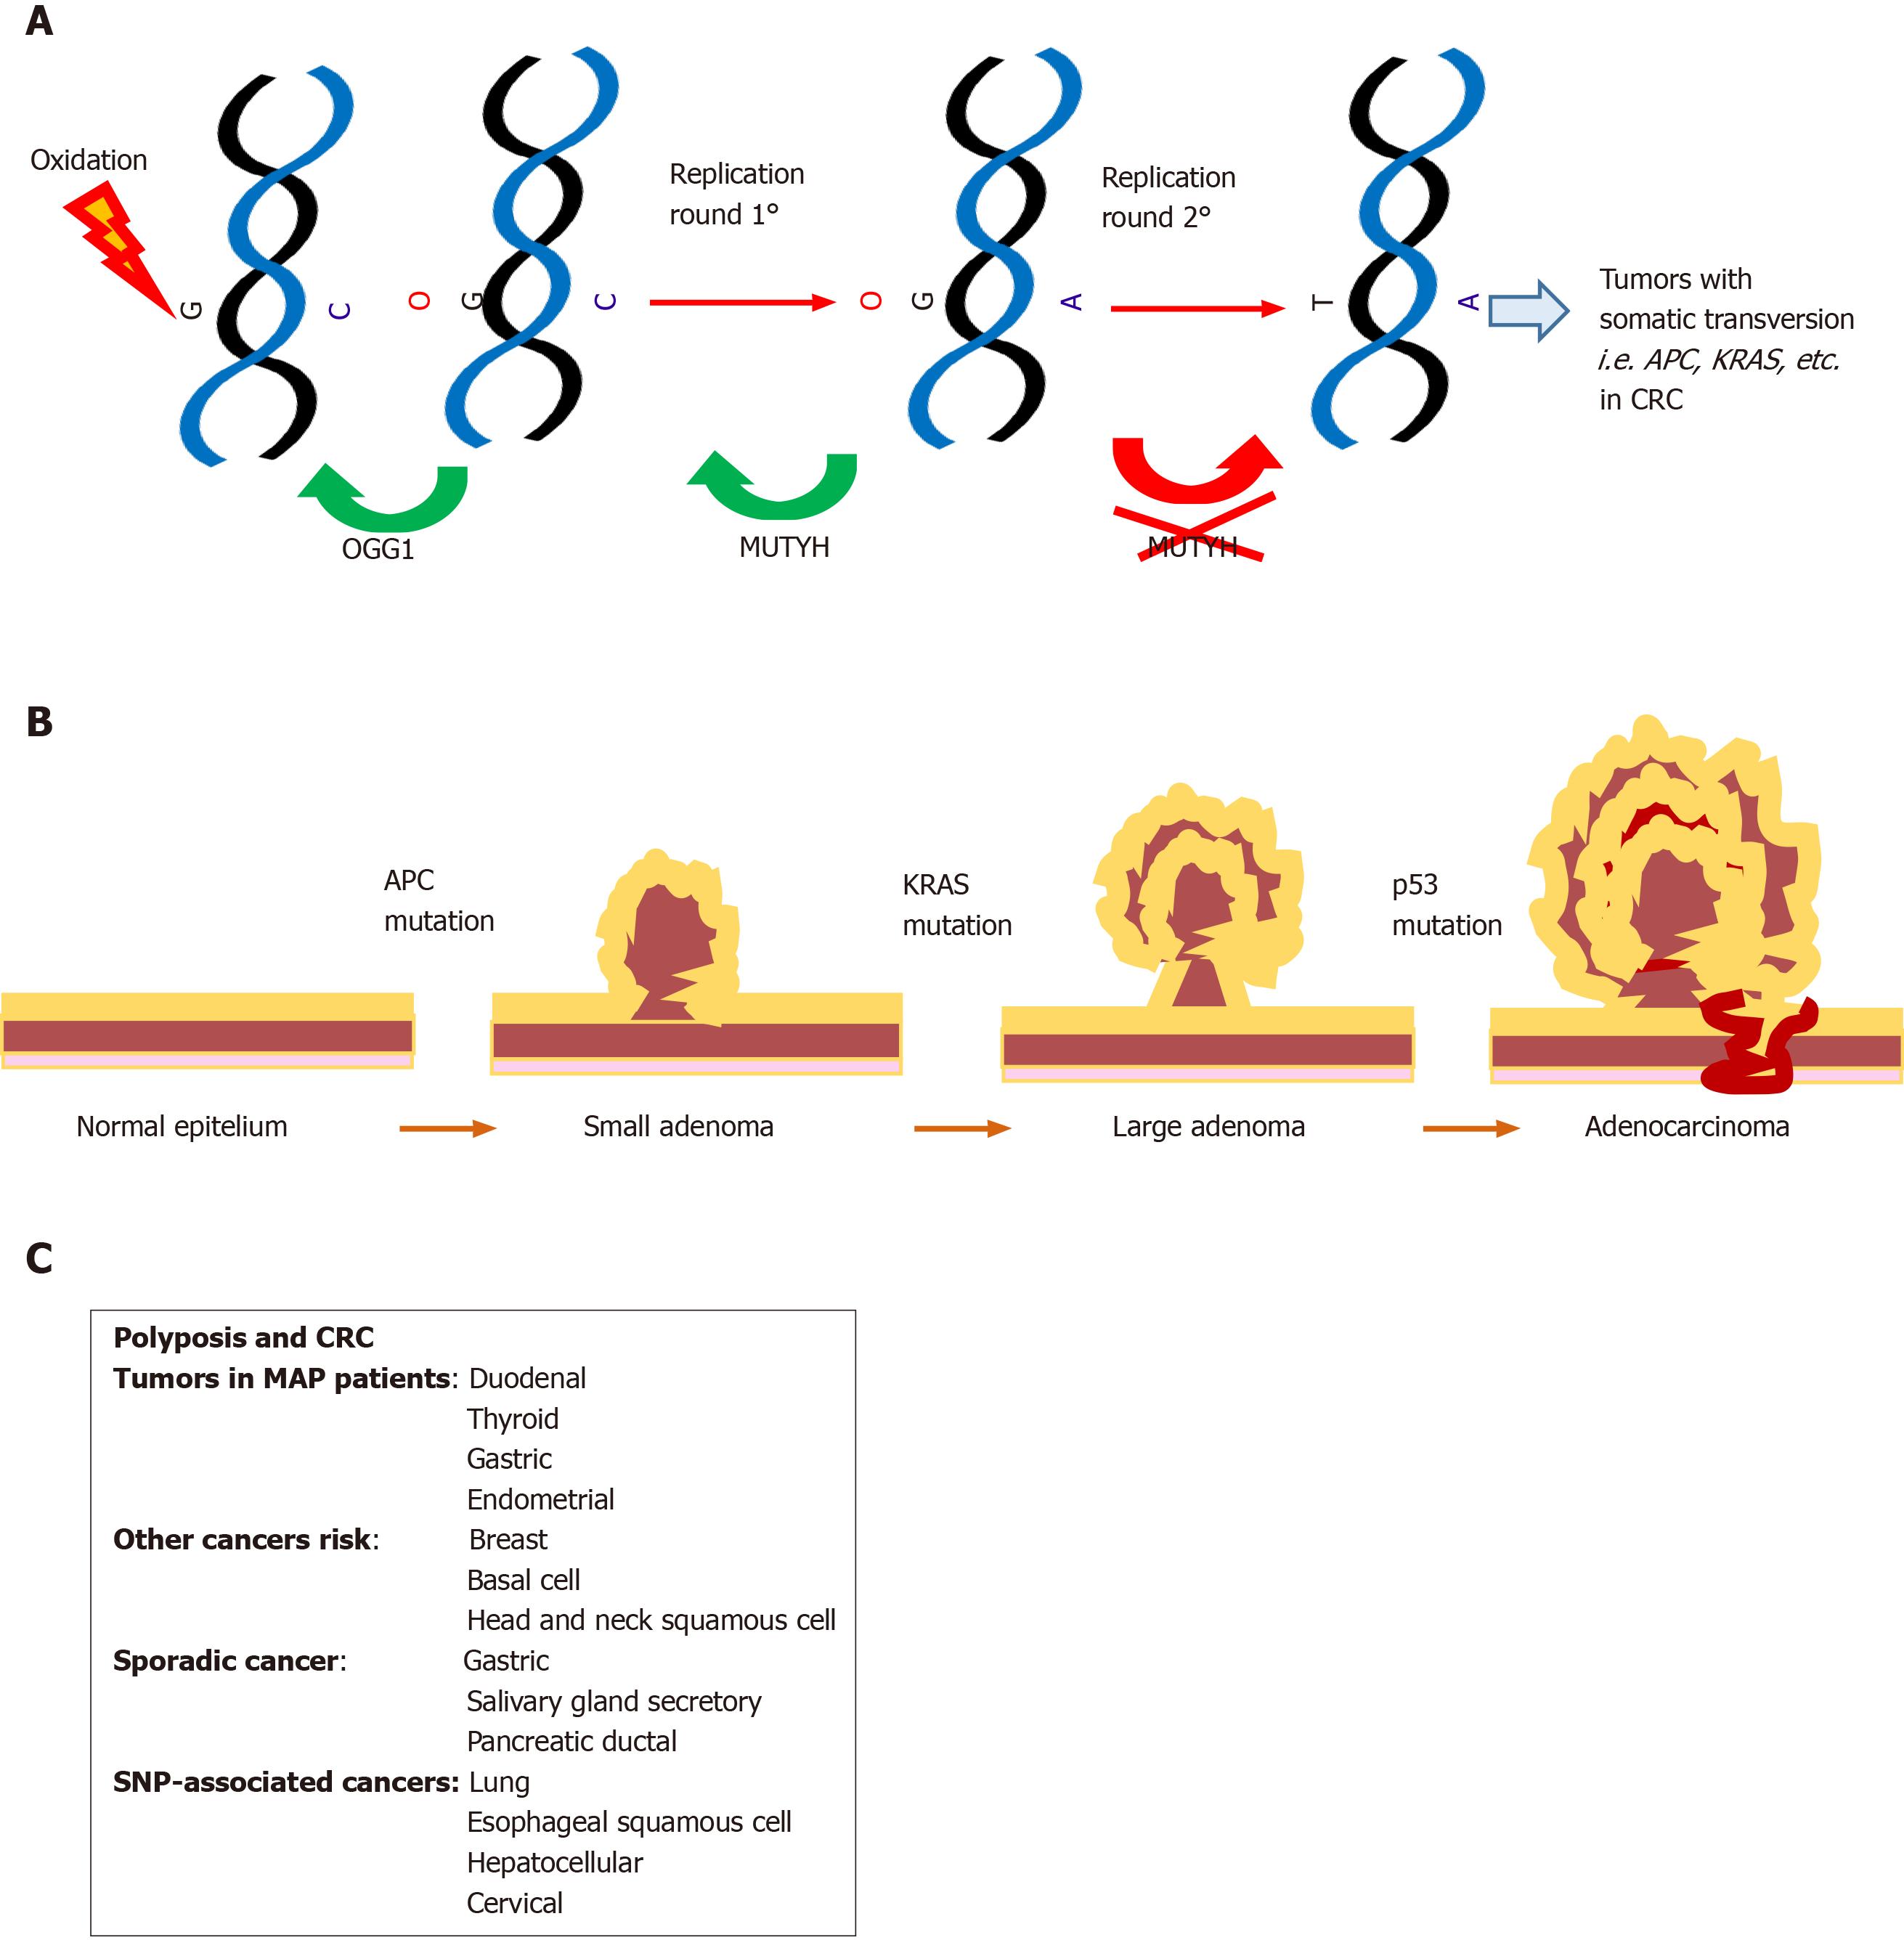 A
Oxidation
G
C
O
G
C
Replication
round 1°
O
G
A
Replication
round 2°
T
A
Tumors with
somatic transversion
i.e. APC, KRAS, etc.
in CRC
OGG1
MUTYH
MUTYH
B
APC
mutation
KRAS
mutation
p53
mutation
Normal epitelium
Small adenoma
Large adenoma
Adenocarcinoma
C
Polyposis and CRC
Tumors in MAP patients: Duodenal
Thyroid
Gastric
Endometrial
Other cancers risk: Breast
Basal cell
Head and neck squamous cell
Sporadic cancer: Gastric
Salivary gland secretory
Pancreatic ductal
SNP-associated cancers: Lung
Esophageal squamous cell
Hepatocellular
Cervical